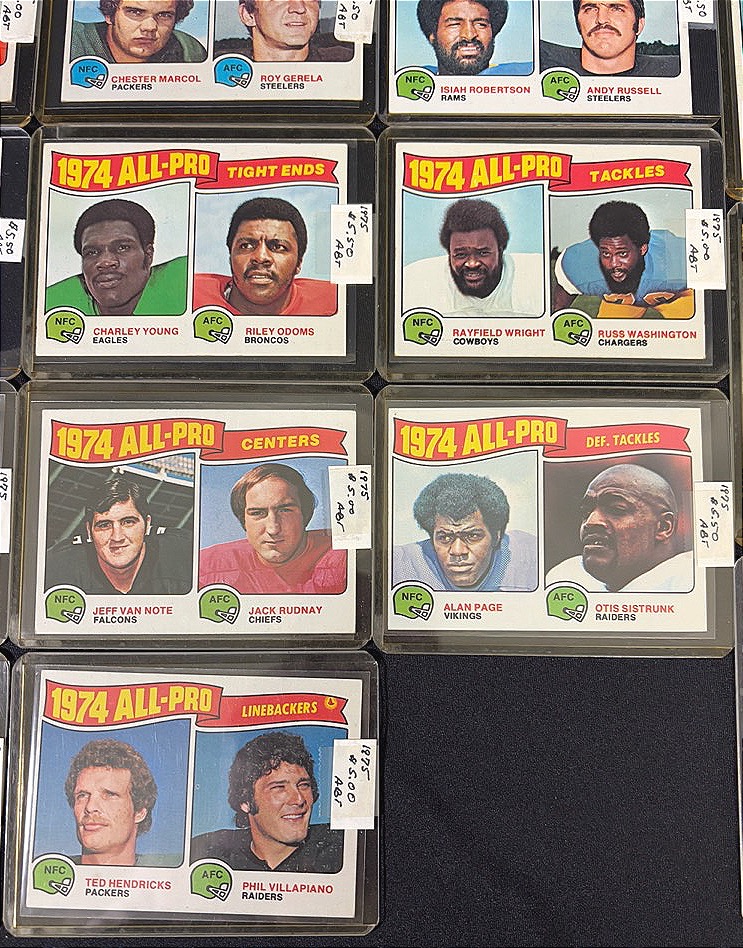 NFC
CHESTER MARCOL
PACKERS
AFC
ROY GERELA
STEELERS
ABT
NFC
ISIAH ROBERTSON
RAMS
AFC
ANDY RUSSELL
STEELERS
ABT
1974 ALL-PRO
TIGHT ENDS
NFC
CHARLEY YOUNG
EAGLES
AFC
RILEY ODOMS
BRONCOS
1975
$5.50
ABT
1974 ALL-PRO
TACKLES
NFC
RAYFIELD WRIGHT
COWBOYS
AFC
RUSS WASHINGTON
CHARGERS
1975
$5.00
ABT
1974 ALL-PRO
CENTERS
NFC
JEFF VAN NOTE
FALCONS
AFC
JACK RUDNAY
CHIEFS
1975
$5.00
ABT
1974 ALL-PRO
DEF. TACKLES
NFC
ALAN PAGE
VIKINGS
AFC
OTIS SISTRUNK
RAIDERS
1975
ABT
1974 ALL-PRO
LINEBACKERS
NFC
TED HENDRICKS
PACKERS
AFC
PHIL VILLAPIANO
RAIDERS
1975
$5.00
ABT